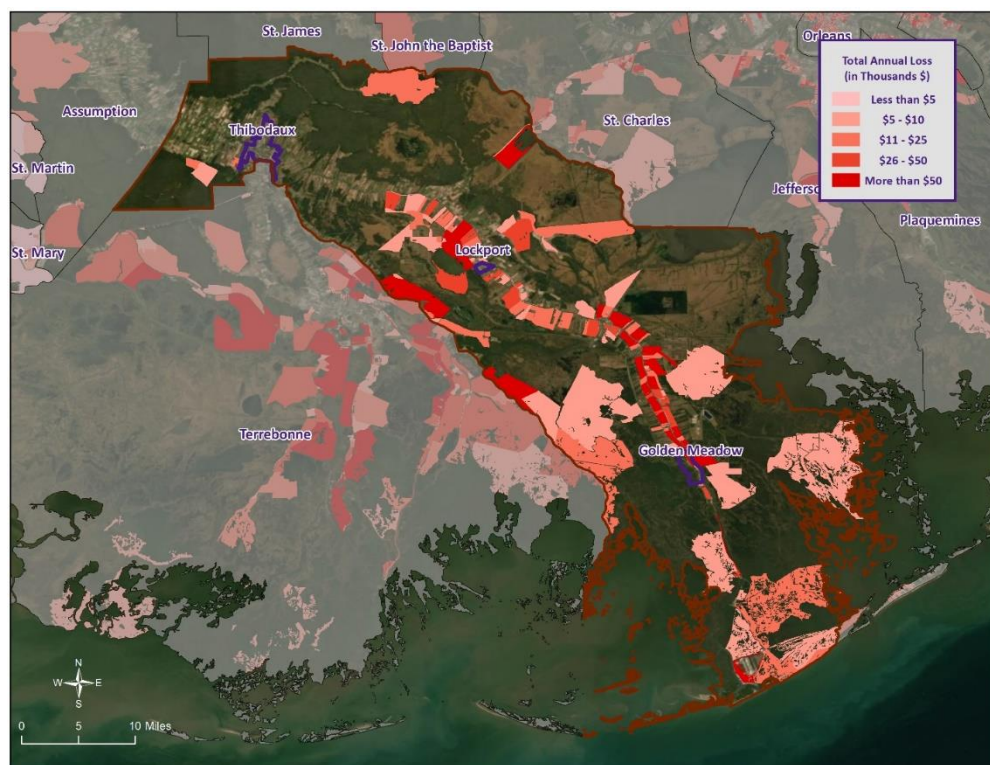 St. James
St. John the Baptist
Orleans
Total Annual Loss
(in Thousands $)
Less than $5
$5 - $10
$11 - $25
$26 - $50
More than $50
Assumption
Thibodaux
St. Charles
St. Martin
Jefferso
Plaquemines
St. Mary
Lockport
Terrebonne
Golden Meadow
N
W
E
S
0
5
10 Miles